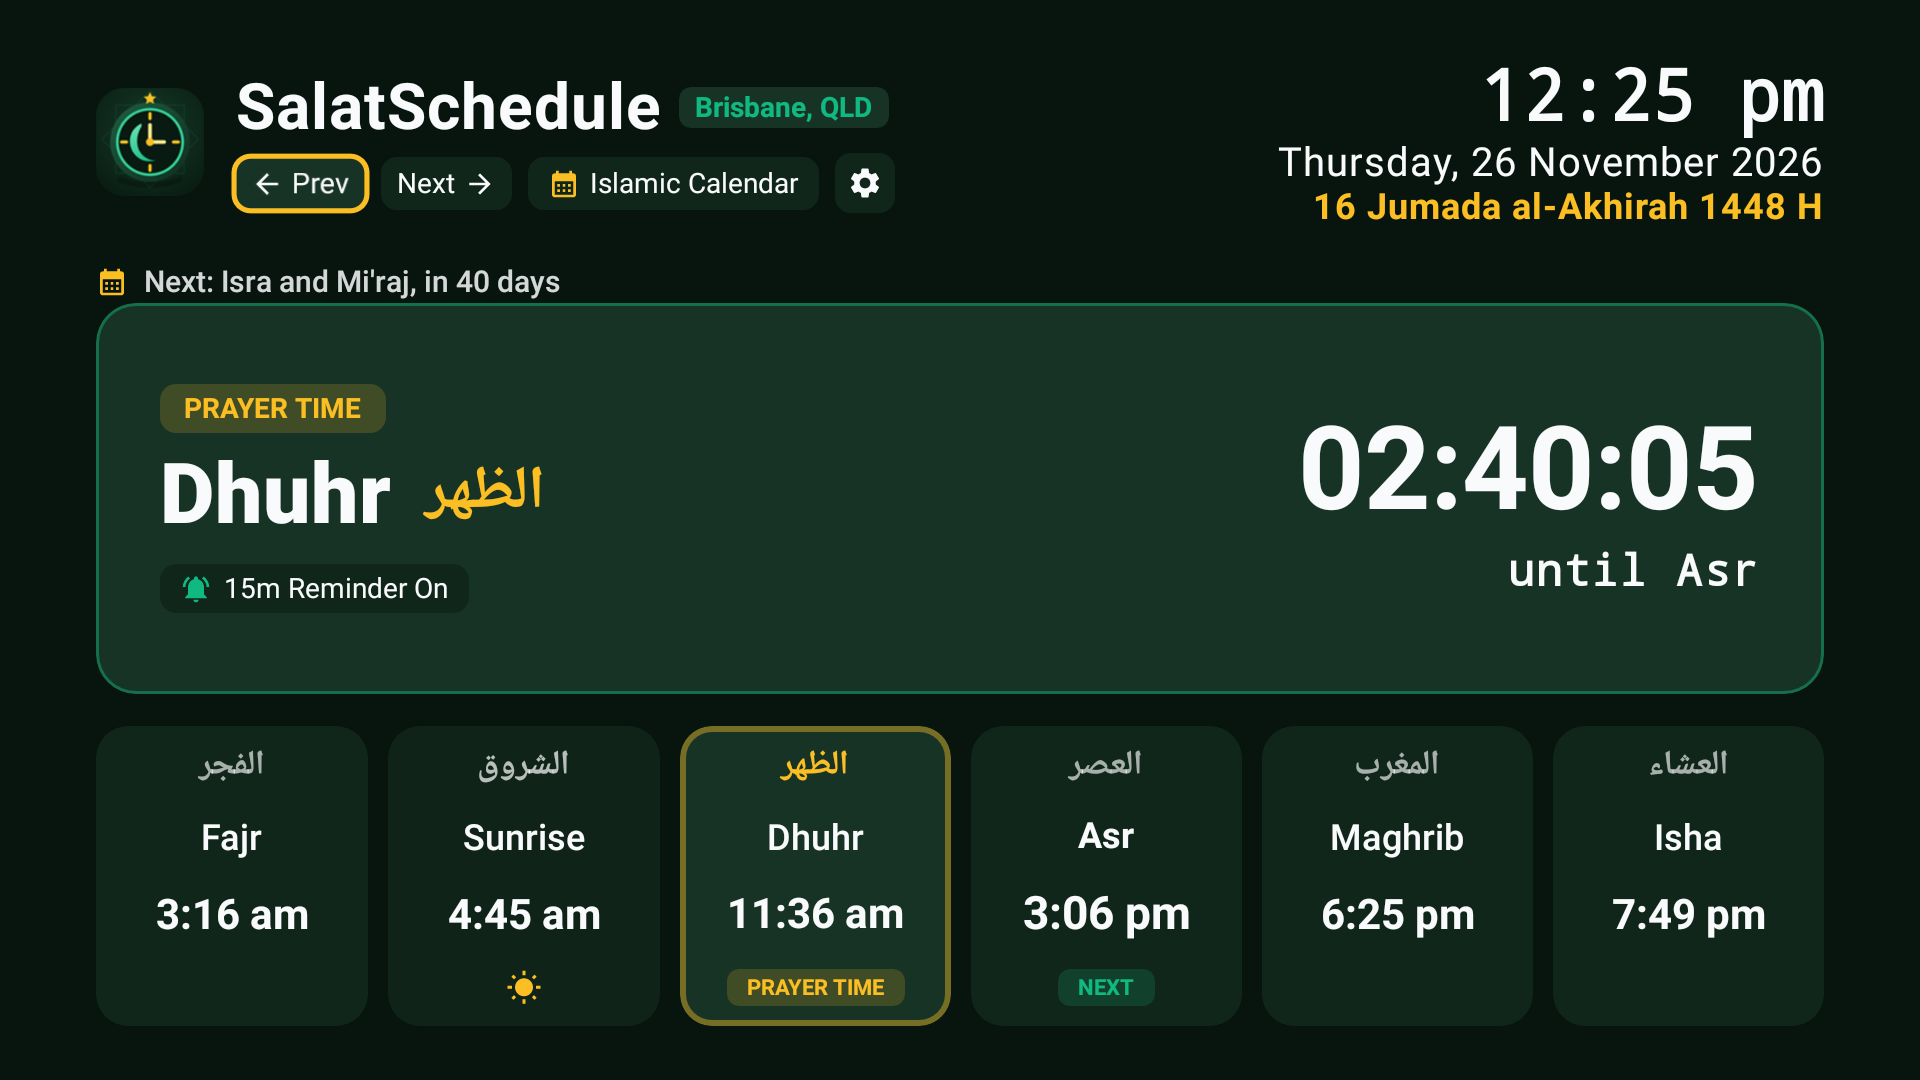 SalatSchedule
Brisbane, QLD
Prev
Next
Islamic Calendar
12:25 pm
Thursday, 26 November 2026
16 Jumada al-Akhirah 1448 H
Next: Isra and Mi'raj, in 40 days
PRAYER TIME
Dhuhr الظهر
15m Reminder On
02:40:05
until Asr
الفجر
Fajr
3:16 am
الشروق
Sunrise
4:45 am
الظهر
Dhuhr
11:36 am
PRAYER TIME
العصر
Asr
3:06 pm
NEXT
المغرب
Maghrib
6:25 pm
العشاء
Isha
7:49 pm